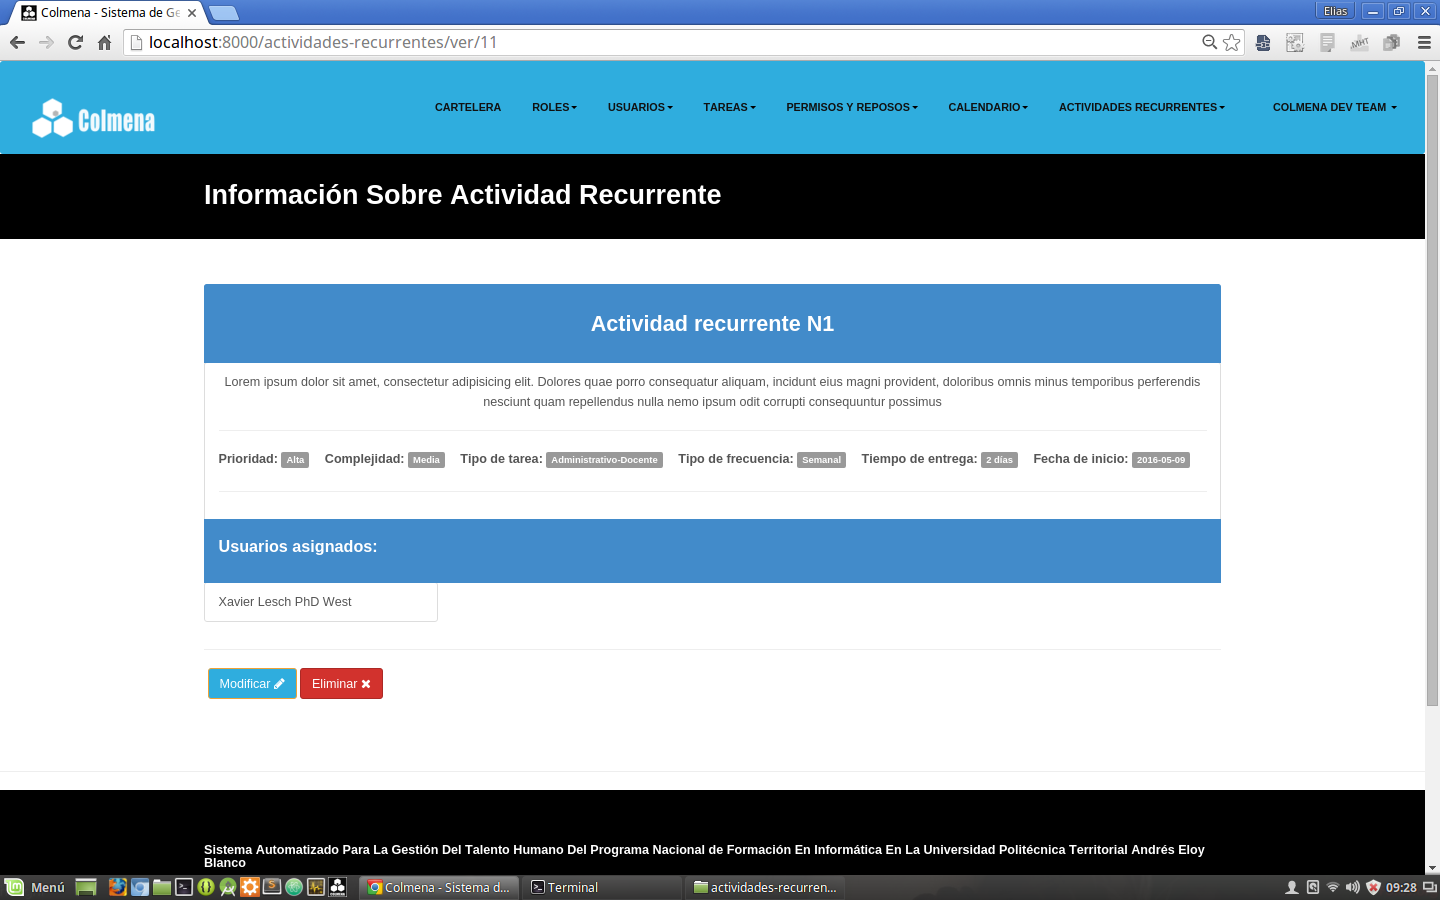 Colmena - Sistema de Ge
Elias
localhost:8000/actividades-recurrentes/ver/11
MHT
Colmena
CARTELERA ROLES USUARIOS TAREAS PERMISOS Y REPOSOS CALENDARIO ACTIVIDADES RECURRENTES COLMENA DEV TEAM
Información Sobre Actividad Recurrente
Actividad recurrente N1
Lorem ipsum dolor sit amet, consectetur adipisicing elit. Dolores quae porro consequatur aliquam, incidunt eius magni provident, doloribus omnis minus temporibus perferendis
nesciunt quam repellendus nulla nemo ipsum odit corrupti consequuntur possimus
Prioridad: Alta Complejidad: Media Tipo de tarea: Administrativo-Docente Tipo de frecuencia: Semanal Tiempo de entrega: 2 días Fecha de inicio: 2016-05-09
Usuarios asignados:
Xavier Lesch PhD West
Modificar Eliminar
Sistema Automatizado Para La Gestión Del Talento Humano Del Programa Nacional de Formación En Informática En La Universidad Politécnica Territorial Andrés Eloy
Blanco
Menú Colmena - Sistema d... Terminal actividades-recurren... 09:28